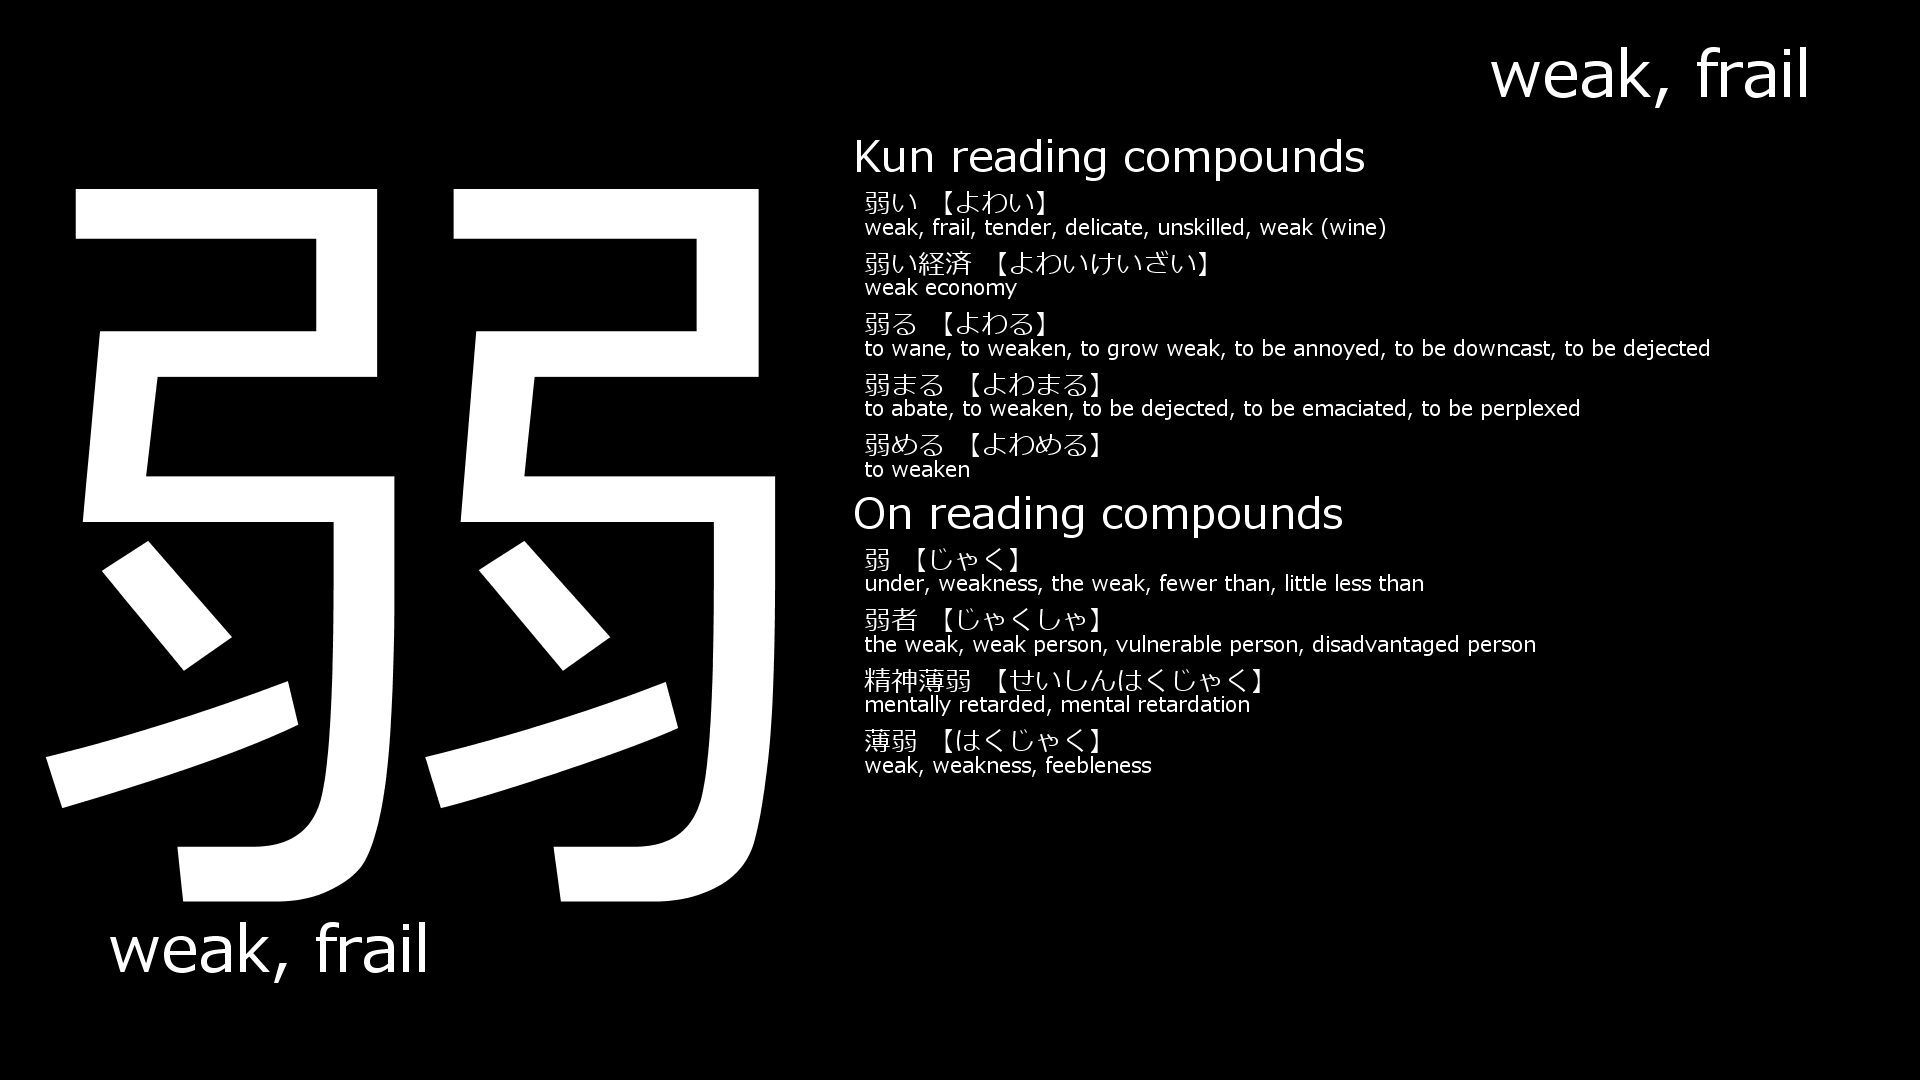 weak, frail
弱
weak, frail
Kun reading compounds
弱い 【よわい】
weak, frail, tender, delicate, unskilled, weak (wine)
弱い経済 【よわいけいざい】
weak economy
弱る 【よわる】
to wane, to weaken, to grow weak, to be annoyed, to be downcast, to be dejected
弱まる 【よわまる】
to abate, to weaken, to be dejected, to be emaciated, to be perplexed
弱める 【よわめる】
to weaken
On reading compounds
弱 【じゃく】
under, weakness, the weak, fewer than, little less than
弱者 【じゃくしゃ】
the weak, weak person, vulnerable person, disadvantaged person
精神薄弱 【せいしんはくじゃく】
mentally retarded, mental retardation
薄弱 【はくじゃく】
weak, weakness, feebleness